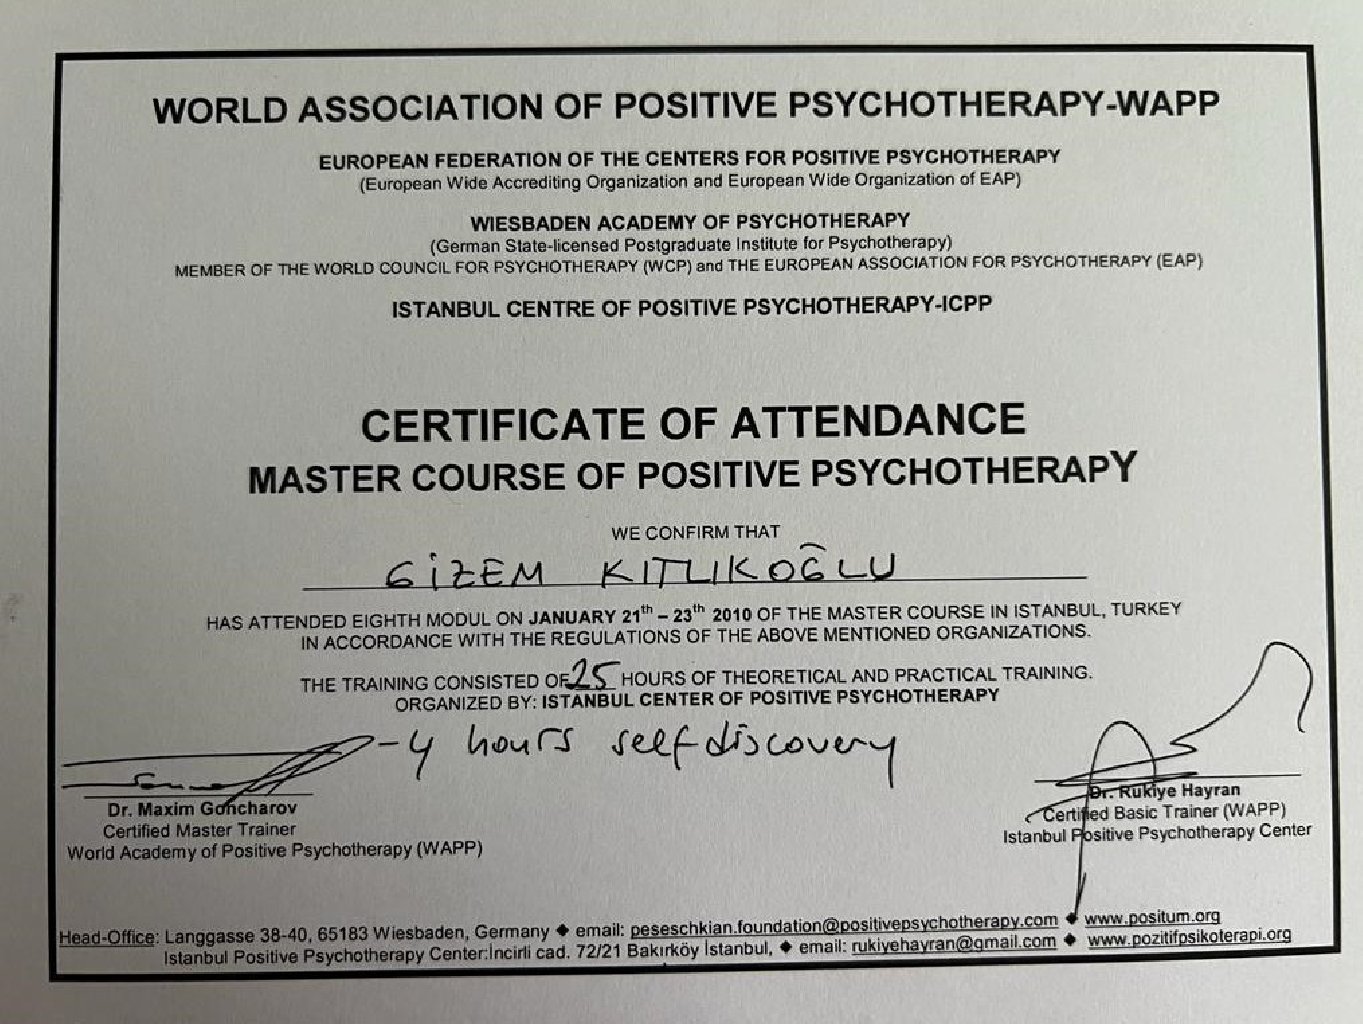 WORLD ASSOCIATION OF POSITIVE PSYCHOTHERAPY-WAPP
EUROPEAN FEDERATION OF THE CENTERS FOR POSITIVE PSYCHOTHERAPY
(European Wide Accrediting Organization and European Wide Organization of EAP)
WIESBADEN ACADEMY OF PSYCHOTHERAPY
(German State-licensed Postgraduate Institute for Psychotherapy)
MEMBER OF THE WORLD COUNCIL FOR PSYCHOTHERAPY (WCP) and THE EUROPEAN ASSOCIATION FOR PSYCHOTHERAPY (EAP)
ISTANBUL CENTRE OF POSITIVE PSYCHOTHERAPY-ICPP
CERTIFICATE OF ATTENDANCE
MASTER COURSE OF POSITIVE PSYCHOTHERAPY
WE CONFIRM THAT
GİZEM KITLIKOĞLU
HAS ATTENDED EIGHTH MODUL ON JANUARY 21th – 23th 2010 OF THE MASTER COURSE IN ISTANBUL, TURKEY
IN ACCORDANCE WITH THE REGULATIONS OF THE ABOVE MENTIONED ORGANIZATIONS.
THE TRAINING CONSISTED OF 25 HOURS OF THEORETICAL AND PRACTICAL TRAINING.
ORGANIZED BY: ISTANBUL CENTER OF POSITIVE PSYCHOTHERAPY
-4 hours self discovery
Dr. Maxim Goncharov
Certified Master Trainer
World Academy of Positive Psychotherapy (WAPP)
Dr. Rukiye Hayran
Certified Basic Trainer (WAPP)
Istanbul Positive Psychotherapy Center
Head-Office: Langgasse 38-40, 65183 Wiesbaden, Germany ◆ email: peseschkian.foundation@positivepsychotherapy.com ◆ www.positum.org
Istanbul Positive Psychotherapy Center:İncirli cad. 72/21 Bakırköy İstanbul, ◆ email: rukiyehayran@gmail.com ◆ www.pozitifpsikoterapi.org